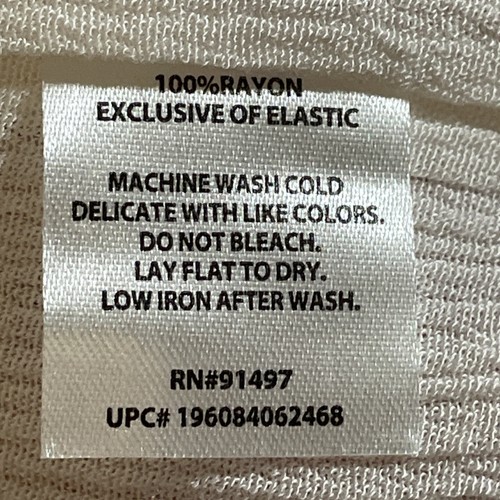 100%RAYON
EXCLUSIVE OF ELASTIC
MACHINE WASH COLD
DELICATE WITH LIKE COLORS.
DO NOT BLEACH.
LAY FLAT TO DRY.
LOW IRON AFTER WASH.
RN#91497
UPC# 196084062468